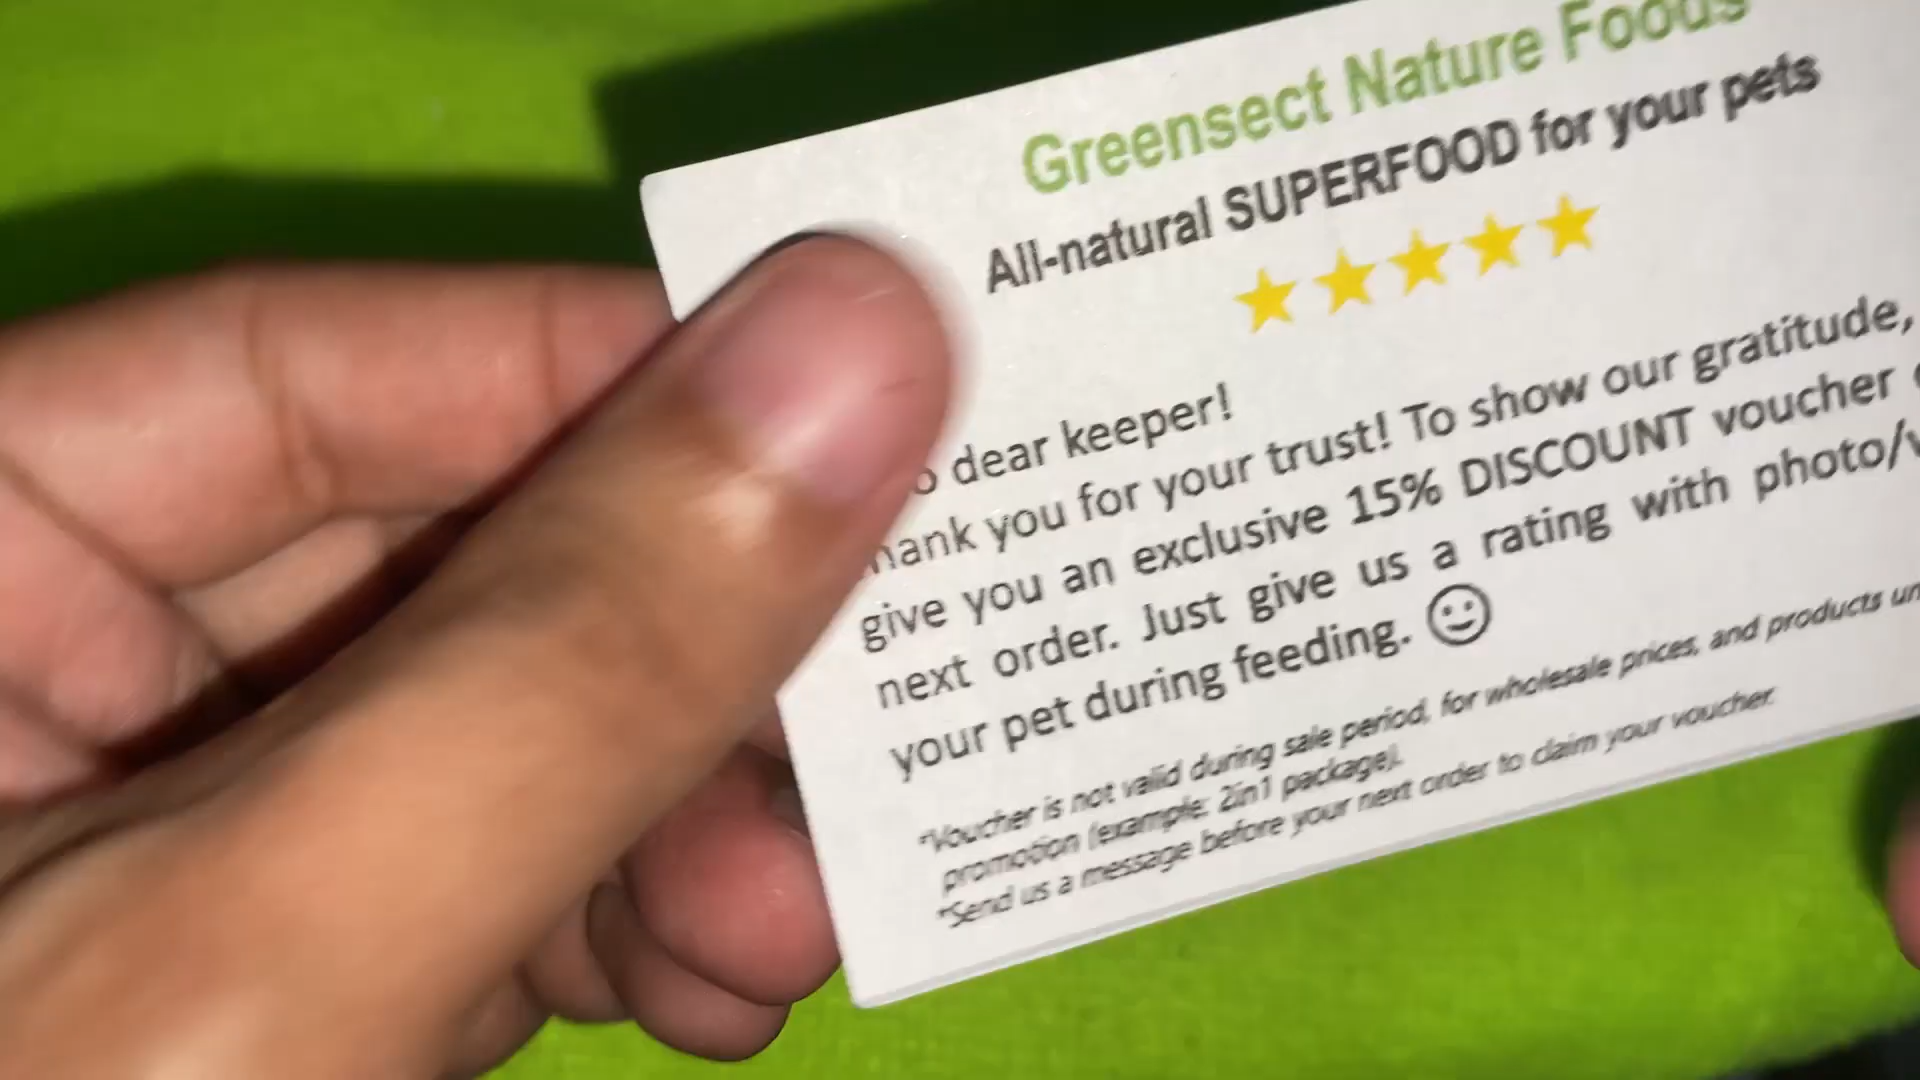 Greensect Nature Foods
All-natural SUPERFOOD for your pets
dear keeper!
hank you for your trust! To show our gratitude,
give you an exclusive 15% DISCOUNT voucher
next order. Just give us a rating with photo/v
your pet during feeding. ☺
*Voucher is not valid during sale period, for wholesale prices, and products un
promotion (example: 2in1 package).
*Send us a message before your next order to claim your voucher.